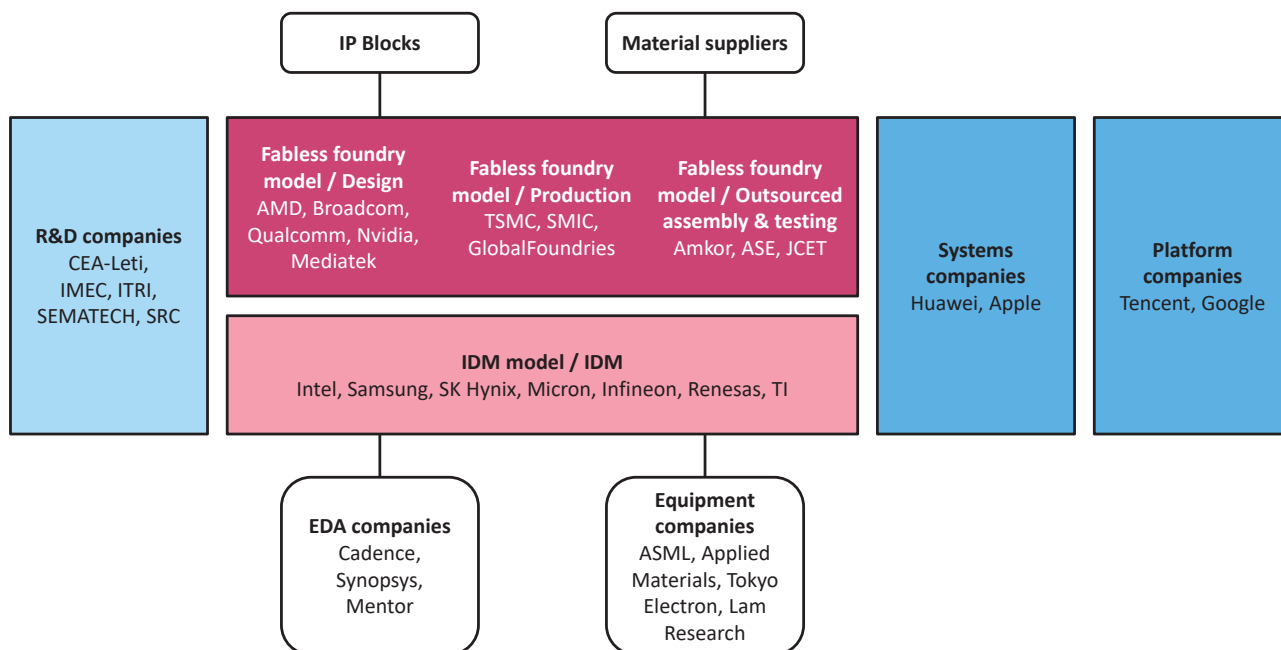 IP Blocks
Material suppliers
R&D companies
CEA-Leti,
IMEC, ITRI,
SEMATECH, SRC
Fabless foundry
model / Design
AMD, Broadcom,
Qualcomm, Nvidia,
Mediatek
Fabless foundry
model / Production
TSMC, SMIC,
GlobalFoundries
Fabless foundry
model / Outsourced
assembly & testing
Amkor, ASE, JCET
IDM model / IDM
Intel, Samsung, SK Hynix, Micron, Infineon, Renesas, TI
Systems
companies
Huawei, Apple
Platform
companies
Tencent, Google
EDA companies
Cadence,
Synopsys,
Mentor
Equipment
companies
ASML, Applied
Materials, Tokyo
Electron, Lam
Research